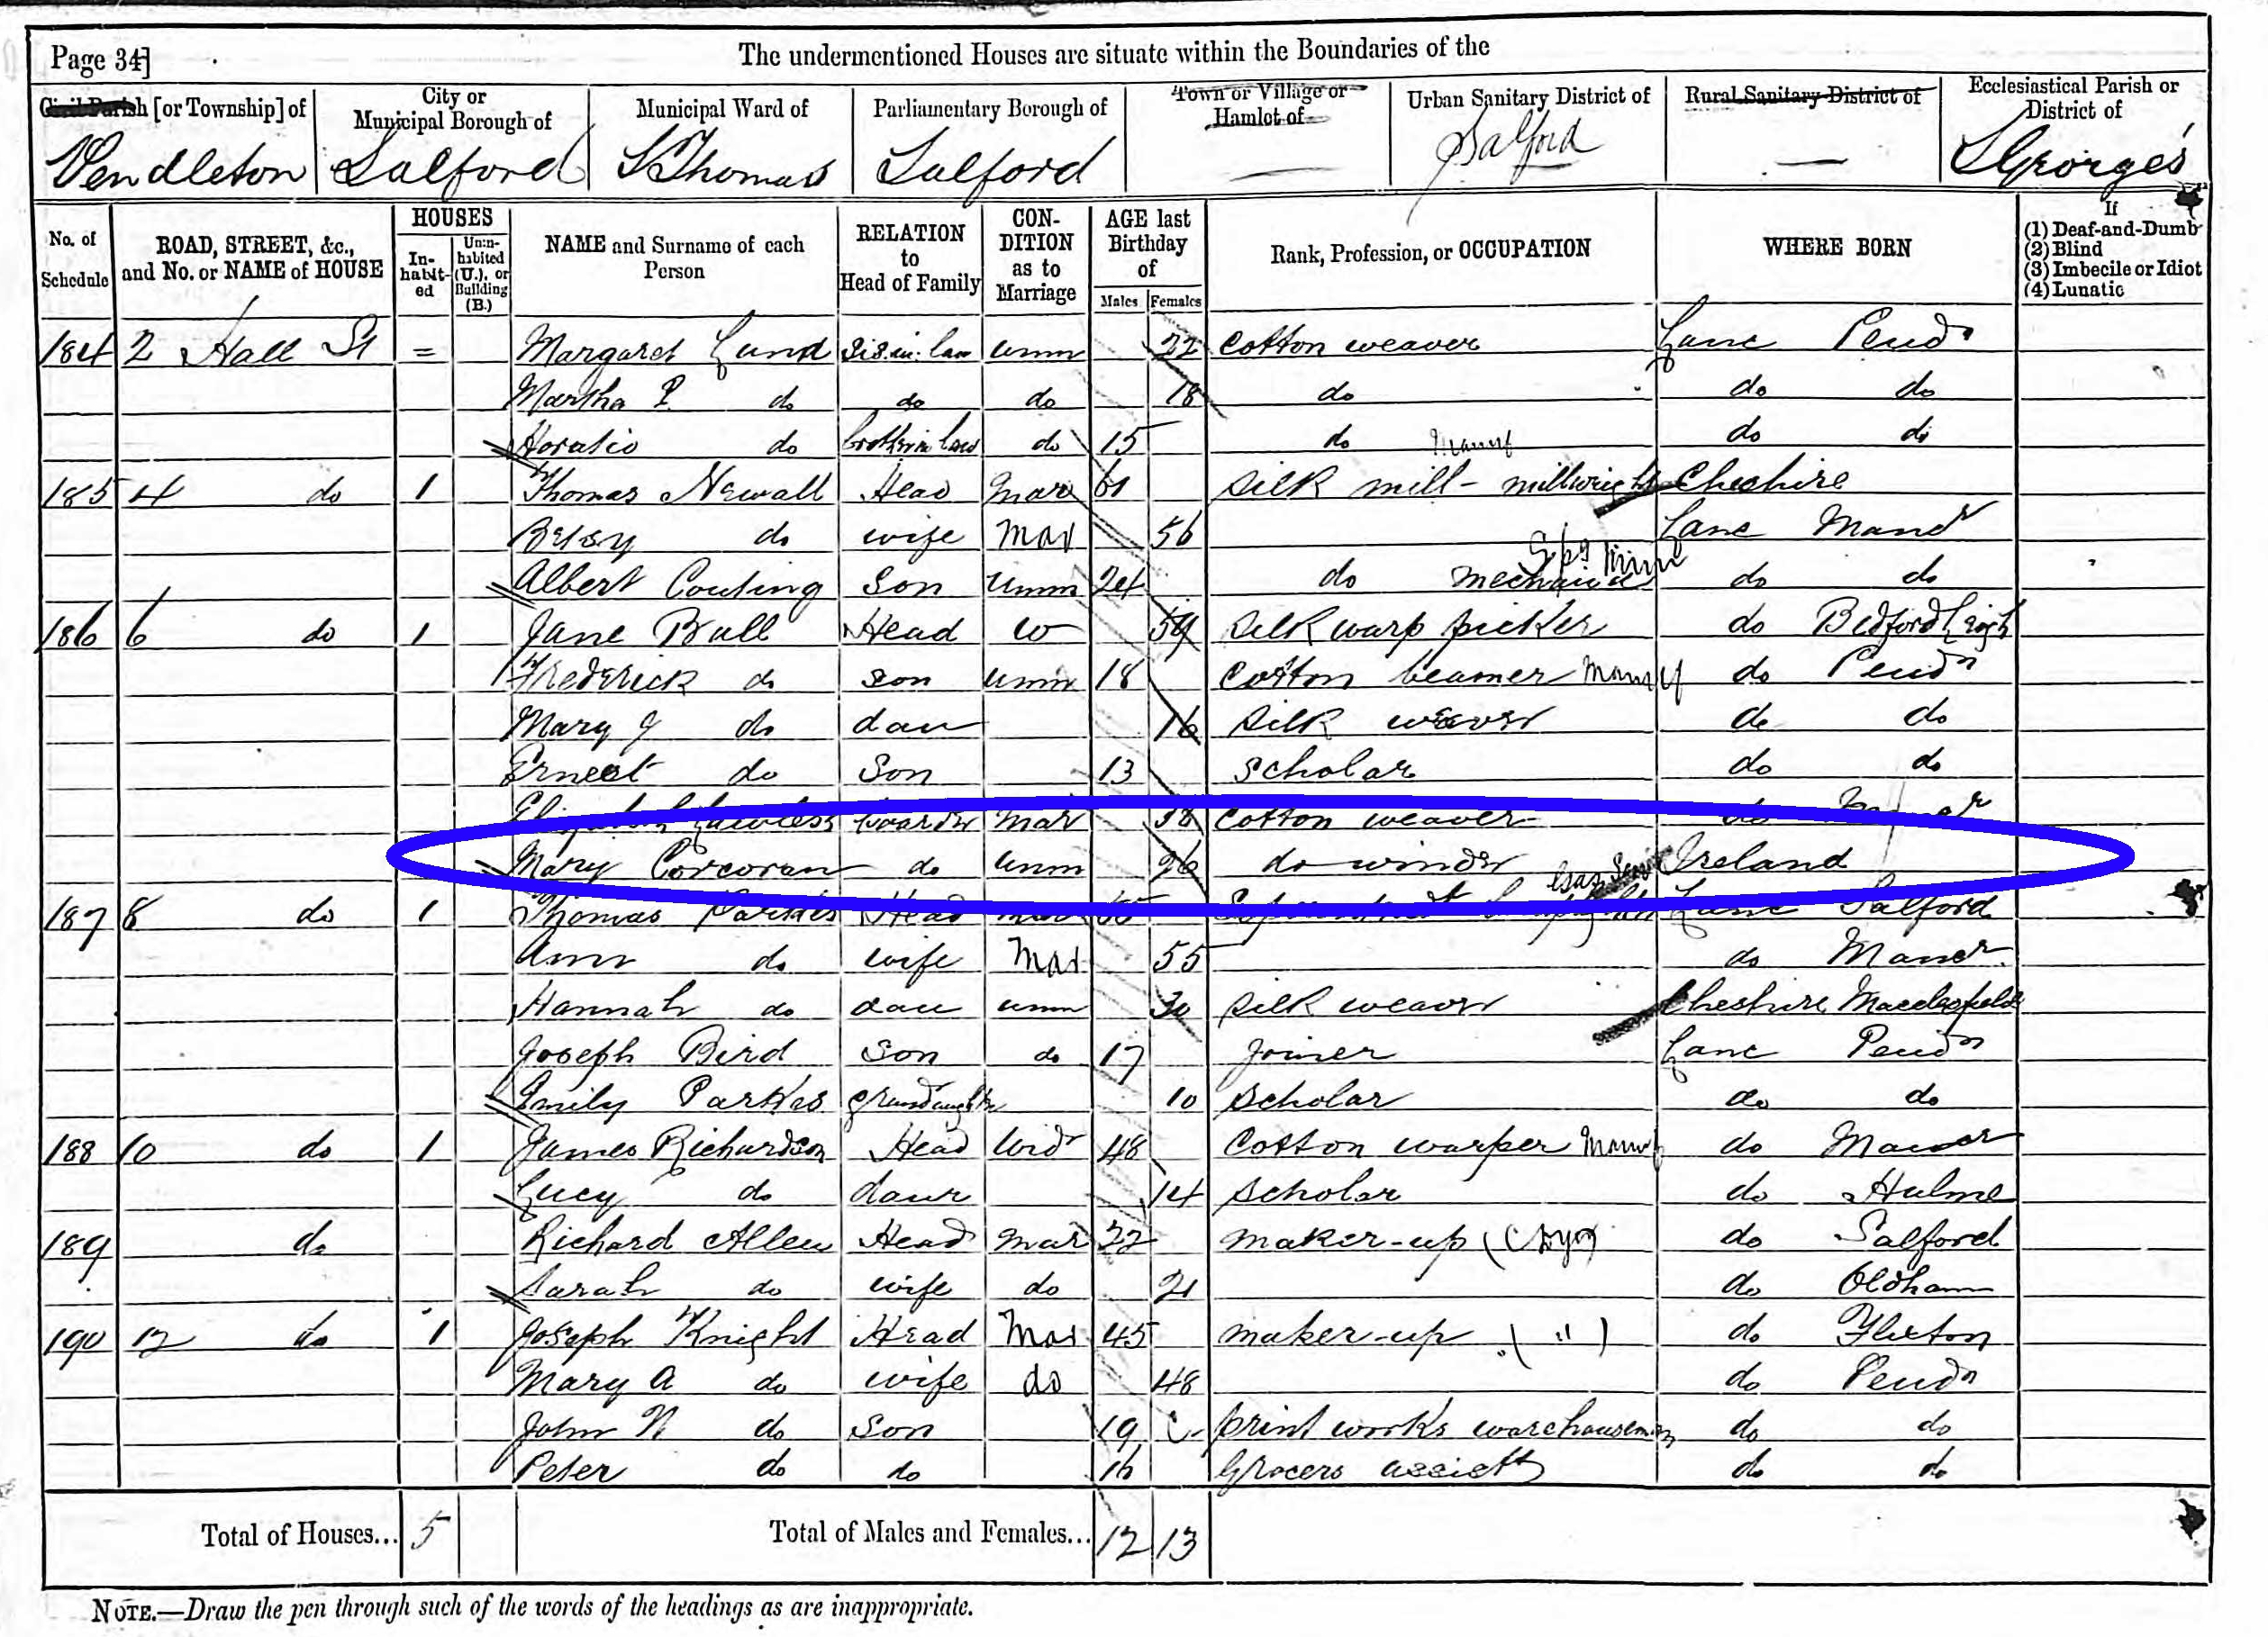 Page 34]
The undermentioned Houses are situate within the Boundaries of the
Civil Parish [or Township] of
City or Municipal Borough of
Municipal Ward of
Parliamentary Borough of
Town or Village or Hamlet of
Urban Sanitary District of
Rural Sanitary District of
Ecclesiastical Parish or District of
Pendleton Salford St Thomas Salford — Salford — St George's
No. of Schedule
ROAD, STREET, &c., and No. or NAME of HOUSE
HOUSES
In-habit-ed
Unin-habited (U.), or Building (B.)
NAME and Surname of each Person
RELATION to Head of Family
CON-DITION as to Marriage
AGE last Birthday of
Males Females
Rank, Profession, or OCCUPATION
WHERE BORN
If
(1) Deaf-and-Dumb
(2) Blind
(3) Imbecile or Idiot
(4) Lunatic
184 2 Hall St = Margaret Lund Sis. in. law unm 22 Cotton weaver Lanc Pendn
Martha P. do do do 18 do do do
Horatio do brother in law do 15 do Manuf do do
185 4 do 1 Thomas Newall Head Mar 61 Silk mill - millwright Cheshire
Betsy do wife Mar 56 Lanc Manr
Albert Couling Son Unm 24 do mechanic do do
186 6 do 1 Jane Bull Head W 54 Silk warp picker do Bedford Leigh
Frederick do son unm 18 Cotton beamer Manuf do Pendn
Mary J do dau 16 Silk weaver do do
Ernest do Son 13 Scholar do do
Elizabeth Lawless boarder mar 38 Cotton weaver do
Mary Corcoran do unm 26 do winder Ireland
187 8 do 1 Thomas Parkes Head mar Lanc Salford
Ann do wife Mar 55 do Mancr
Hannah do dau unm 30 Silk weaver Cheshire Macclesfield
Joseph Bird Son do 17 Joiner Lanc Pendn
Emily Parkes granddaughter 10 Scholar do do
188 10 do 1 James Richardson Head Widr 48 Cotton warper Manuf do Mancr
Lucy do daur 14 Scholar do Hulme
189 do Richard Allen Head mar 22 maker-up do Salford
Sarah do wife do 21 do Oldham
190 12 do 1 Joseph Knight Head Mar 45 maker-up ( " ) do Flixton
Mary A do wife do 48 do Pendn
John W do Son 19 print works warehouseman do do
Peter do do 16 Grocers assistt do do
Total of Houses... 5
Total of Males and Females... 12 13
NOTE.—Draw the pen through such of the words of the headings as are inappropriate.